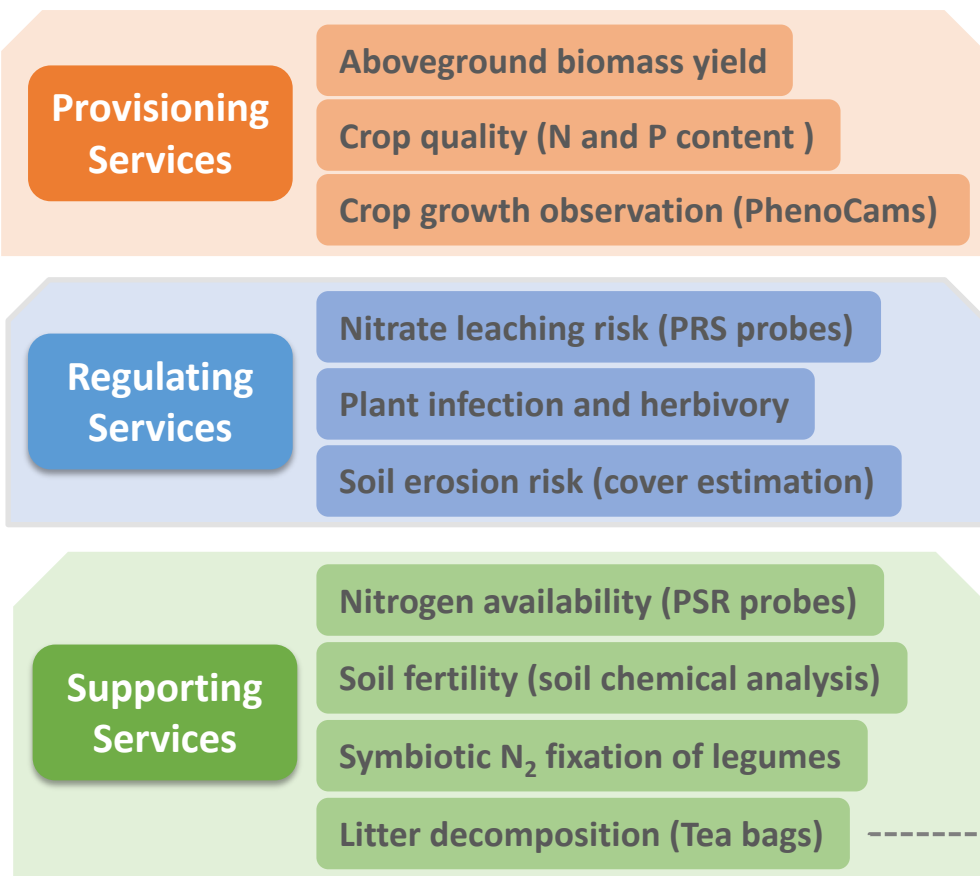 Provisioning
Services
Aboveground biomass yield
Crop quality (N and P content )
Crop growth observation (PhenoCams)
Regulating
Services
Nitrate leaching risk (PRS probes)
Plant infection and herbivory
Soil erosion risk (cover estimation)
Supporting
Services
Nitrogen availability (PSR probes)
Soil fertility (soil chemical analysis)
Symbiotic N₂ fixation of legumes
Litter decomposition (Tea bags)